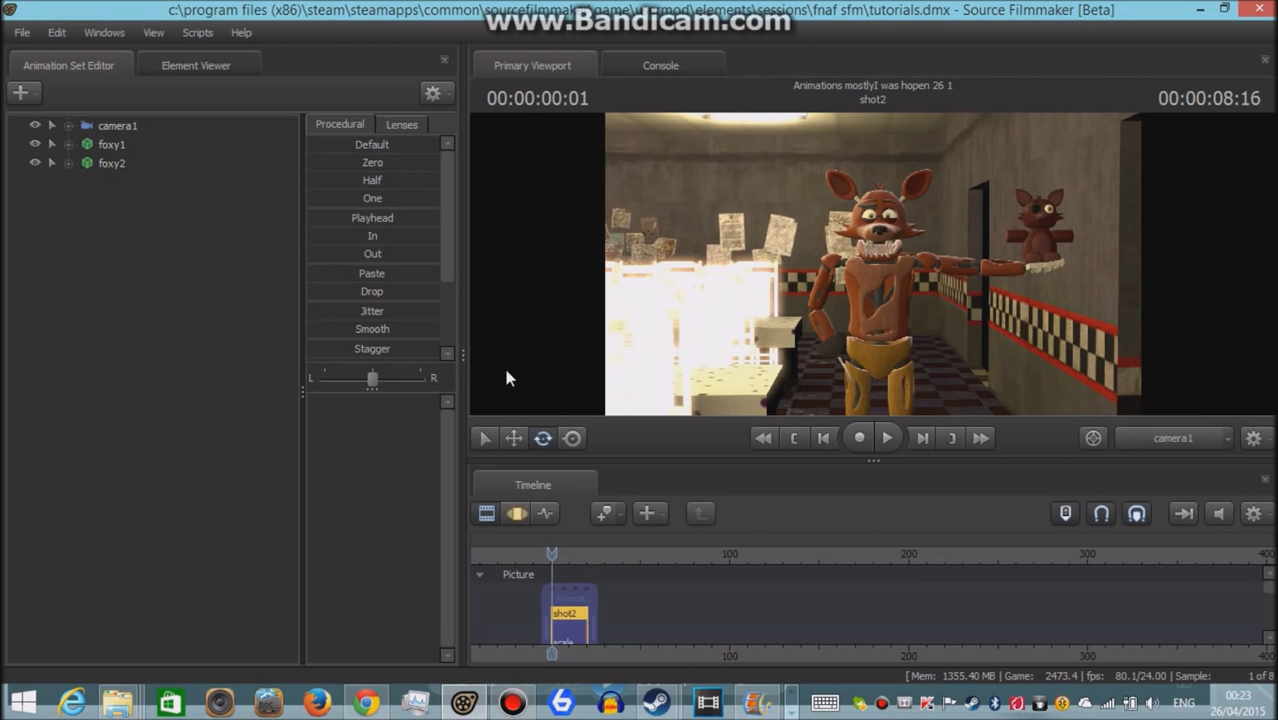 c:\program files (x86)\steam\steamapps\common\sourcefilmmaker\game\usermod\elements\sessions\fnaf sfm\tutorials.dmx - Source Filmmaker [Beta]
www.Bandicam.com
File Edit Windows View Scripts Help
Animation Set Editor Element Viewer
Primary Viewport Console
Animations mostlyI was hopen 26 1
00:00:00:01 shot2 00:00:08:16
camera1
foxy1
foxy2
Procedural Lenses
Default
Zero
Half
One
Playhead
In
Out
Paste
Drop
Jitter
Smooth
Stagger
L R
camera1
Timeline
100 200 300 400
Picture
shot2
scale
100 200 300 400
[Mem: 1355.40 MB | Game: 2473.4 | fps: 80.1/24.00 | Sample: 1 of 8
ENG
00:23
26/04/2015